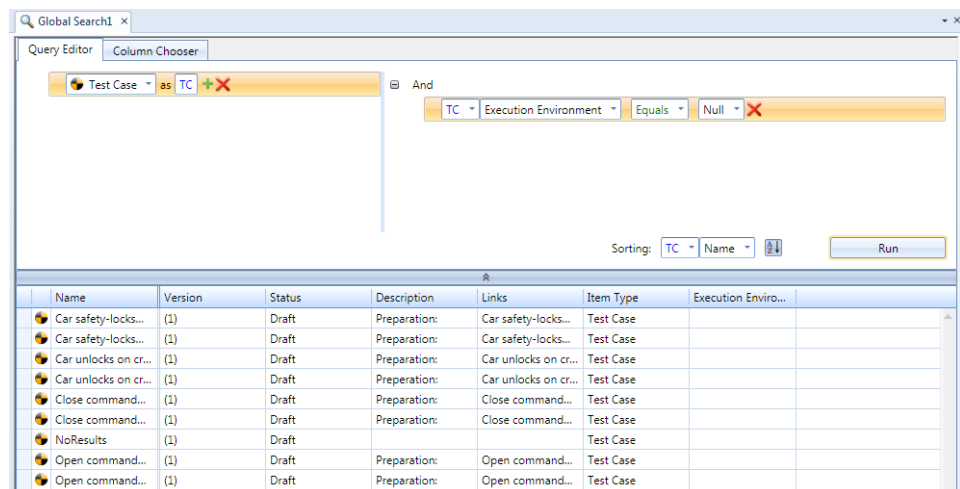 Global Search1 ×
Query Editor Column Chooser
Test Case as TC
And
TC Execution Environment Equals Null
Sorting: TC Name Run
Name Version Status Description Links Item Type Execution Enviro...
Car safety-locks... (1) Draft Preparation: Car safety-locks... Test Case
Car safety-locks... (1) Draft Preparation: Car safety-locks... Test Case
Car unlocks on cr... (1) Draft Preperation: Car unlocks on cr... Test Case
Car unlocks on cr... (1) Draft Preperation: Car unlocks on cr... Test Case
Close command... (1) Draft Preparation: Close command... Test Case
Close command... (1) Draft Preparation: Close command... Test Case
NoResults (1) Draft Test Case
Open command... (1) Draft Preparation: Open command... Test Case
Open command... (1) Draft Preparation: Open command... Test Case